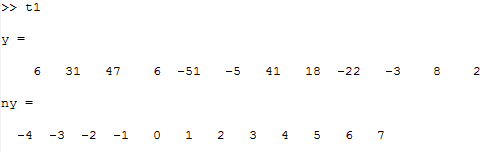 >> t1
y =
6 31 47 6 -51 -5 41 18 -22 -3 8 2
ny =
-4 -3 -2 -1 0 1 2 3 4 5 6 7